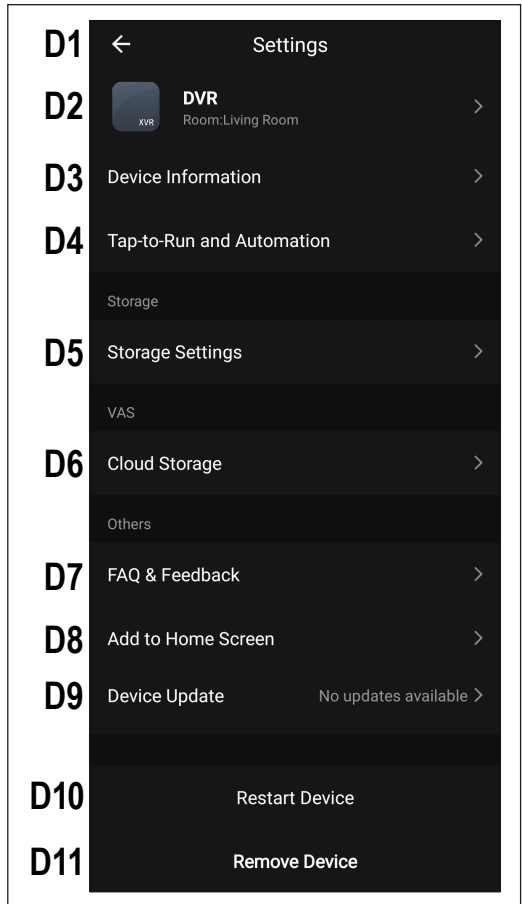 D1 Settings
D2 DVR
XVR Room:Living Room
D3 Device Information
D4 Tap-to-Run and Automation
Storage
D5 Storage Settings
VAS
D6 Cloud Storage
Others
D7 FAQ & Feedback
D8 Add to Home Screen
D9 Device Update No updates available
D10 Restart Device
D11 Remove Device